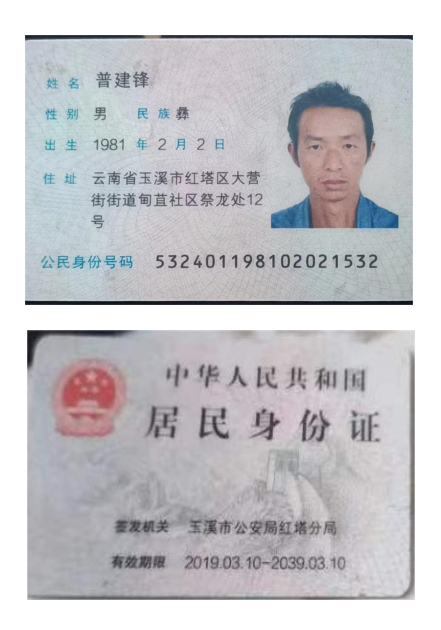 姓名 普建锋
性别 男 民族 彝
出生 1981 年 2 月 2 日
住址 云南省玉溪市红塔区大营
街街道甸苴社区祭龙处12
号
公民身份号码 532401198102021532
中华人民共和国
居民身份证
签发机关 玉溪市公安局红塔分局
有效期限 2019.03.10-2039.03.10